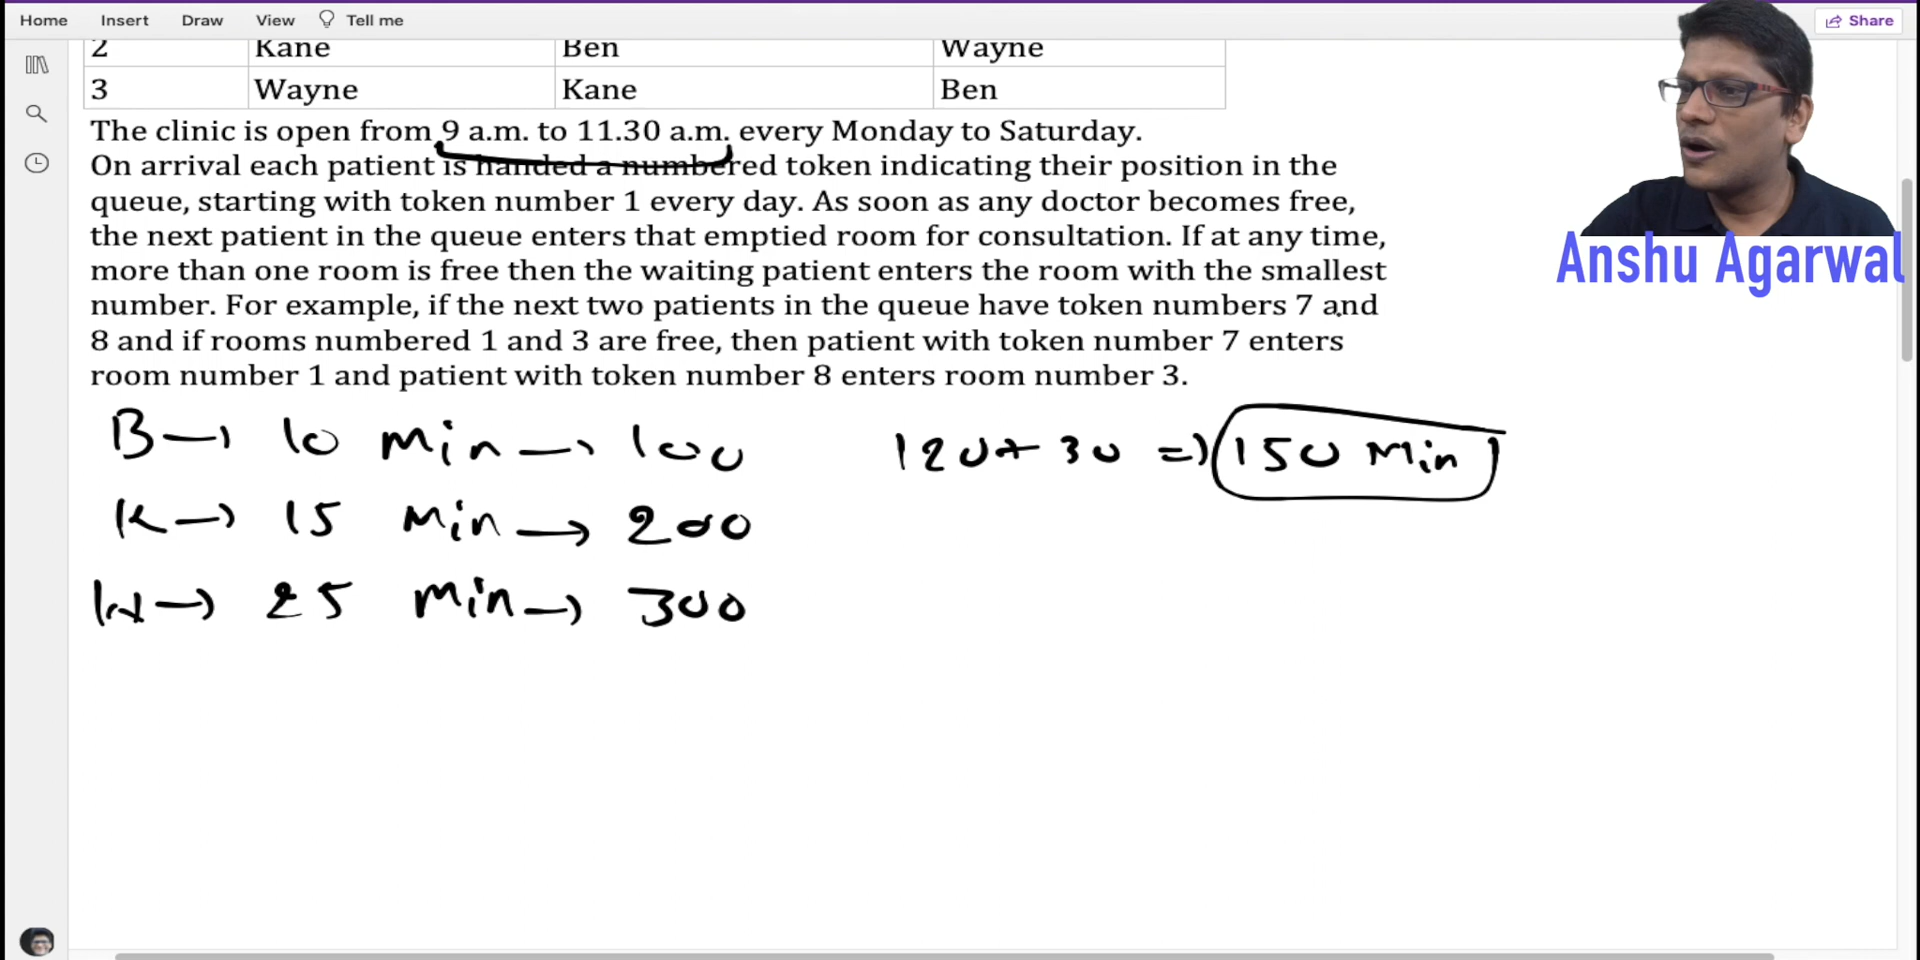 Home Insert Draw View Tell me Share
2 Kane Ben Wayne
3 Wayne Kane Ben
The clinic is open from 9 a.m. to 11.30 a.m. every Monday to Saturday.
On arrival each patient is handed a numbered token indicating their position in the
queue, starting with token number 1 every day. As soon as any doctor becomes free,
the next patient in the queue enters that emptied room for consultation. If at any time,
more than one room is free then the waiting patient enters the room with the smallest
number. For example, if the next two patients in the queue have token numbers 7 and
8 and if rooms numbered 1 and 3 are free, then patient with token number 7 enters
room number 1 and patient with token number 8 enters room number 3.
Anshu Agarwal
B → 10 min → 100
120+30 ⇒ 150 Min
K → 15 Min → 200
W → 25 Min → 300